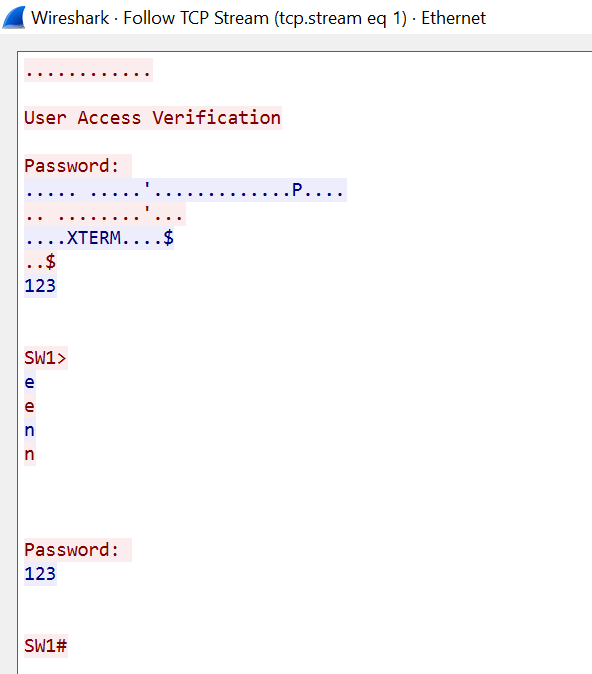 Wireshark · Follow TCP Stream (tcp.stream eq 1) · Ethernet
............
User Access Verification
Password:
..... .....'.............P....
.. ........'...
....XTERM....$
..$
123
SW1>
e
e
n
n
Password:
123
SW1#